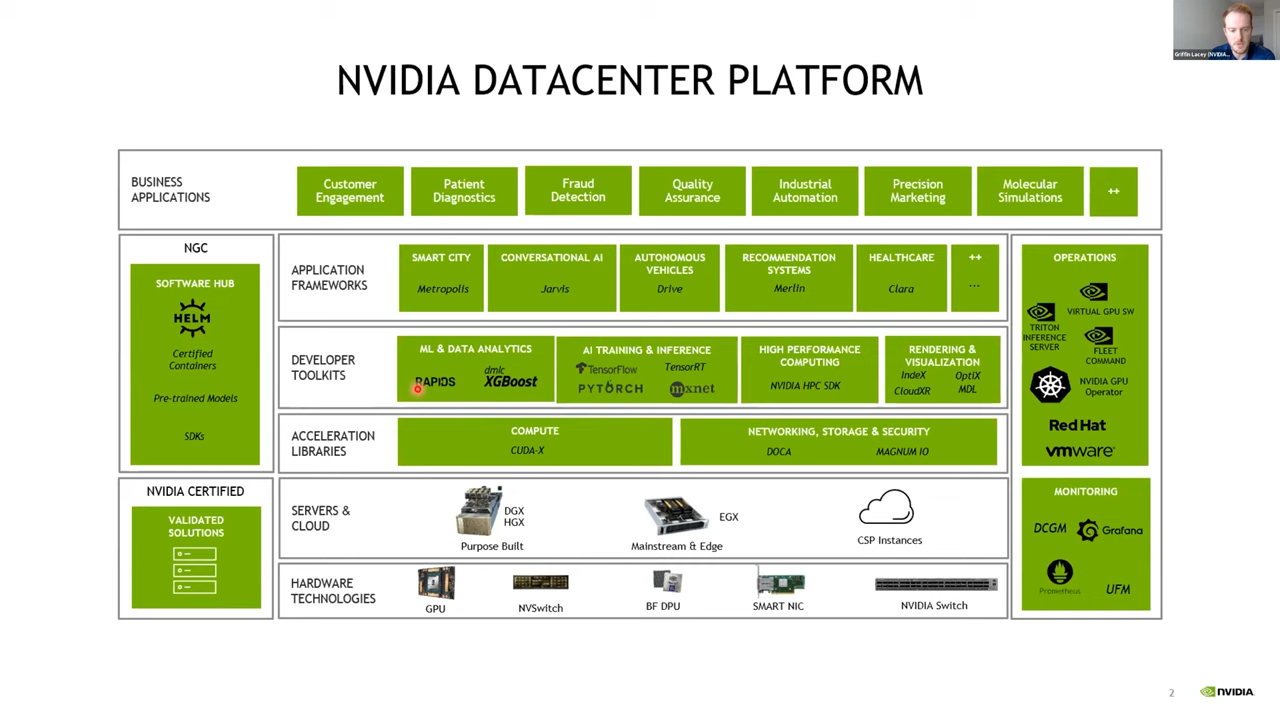 Griffin Lacey (NVIDIA...
NVIDIA DATACENTER PLATFORM
BUSINESS
APPLICATIONS
Customer
Engagement
Patient
Diagnostics
Fraud
Detection
Quality
Assurance
Industrial
Automation
Precision
Marketing
Molecular
Simulations
++
NGC
SOFTWARE HUB
HELM
Certified
Containers
Pre-trained Models
SDKs
APPLICATION
FRAMEWORKS
SMART CITY
Metropolis
CONVERSATIONAL AI
Jarvis
AUTONOMOUS
VEHICLES
Drive
RECOMMENDATION
SYSTEMS
Merlin
HEALTHCARE
Clara
++
...
DEVELOPER
TOOLKITS
ML & DATA ANALYTICS
RAPIDS
dmlc
XGBoost
AI TRAINING & INFERENCE
TensorFlow
TensorRT
PYTORCH
mxnet
HIGH PERFORMANCE
COMPUTING
NVIDIA HPC SDK
RENDERING &
VISUALIZATION
IndeX
OptiX
CloudXR
MDL
ACCELERATION
LIBRARIES
COMPUTE
CUDA-X
NETWORKING, STORAGE & SECURITY
DOCA
MAGNUM IO
OPERATIONS
VIRTUAL GPU SW
TRITON
INFERENCE
SERVER
FLEET
COMMAND
NVIDIA GPU
Operator
Red Hat
vmware
NVIDIA CERTIFIED
VALIDATED
SOLUTIONS
SERVERS &
CLOUD
DGX
HGX
Purpose Built
EGX
Mainstream & Edge
CSP Instances
HARDWARE
TECHNOLOGIES
GPU
NVSwitch
BF DPU
SMART NIC
NVIDIA Switch
MONITORING
DCGM
Grafana
Prometheus
UFM
2
NVIDIA.